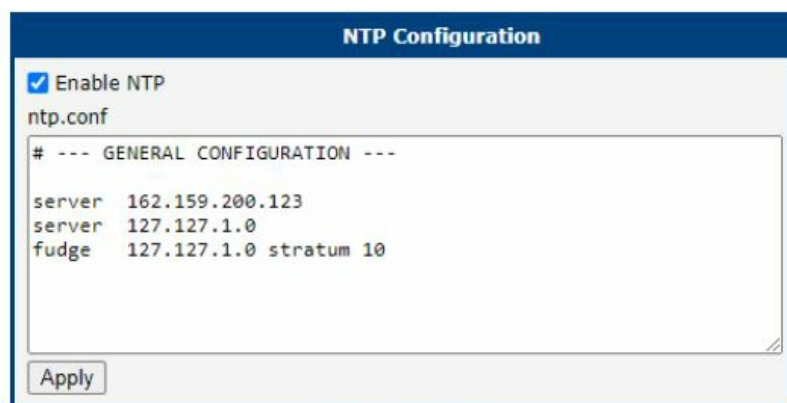 NTP Configuration
Enable NTP
ntp.conf
# --- GENERAL CONFIGURATION ---
server  162.159.200.123
server  127.127.1.0
fudge   127.127.1.0 stratum 10
Apply